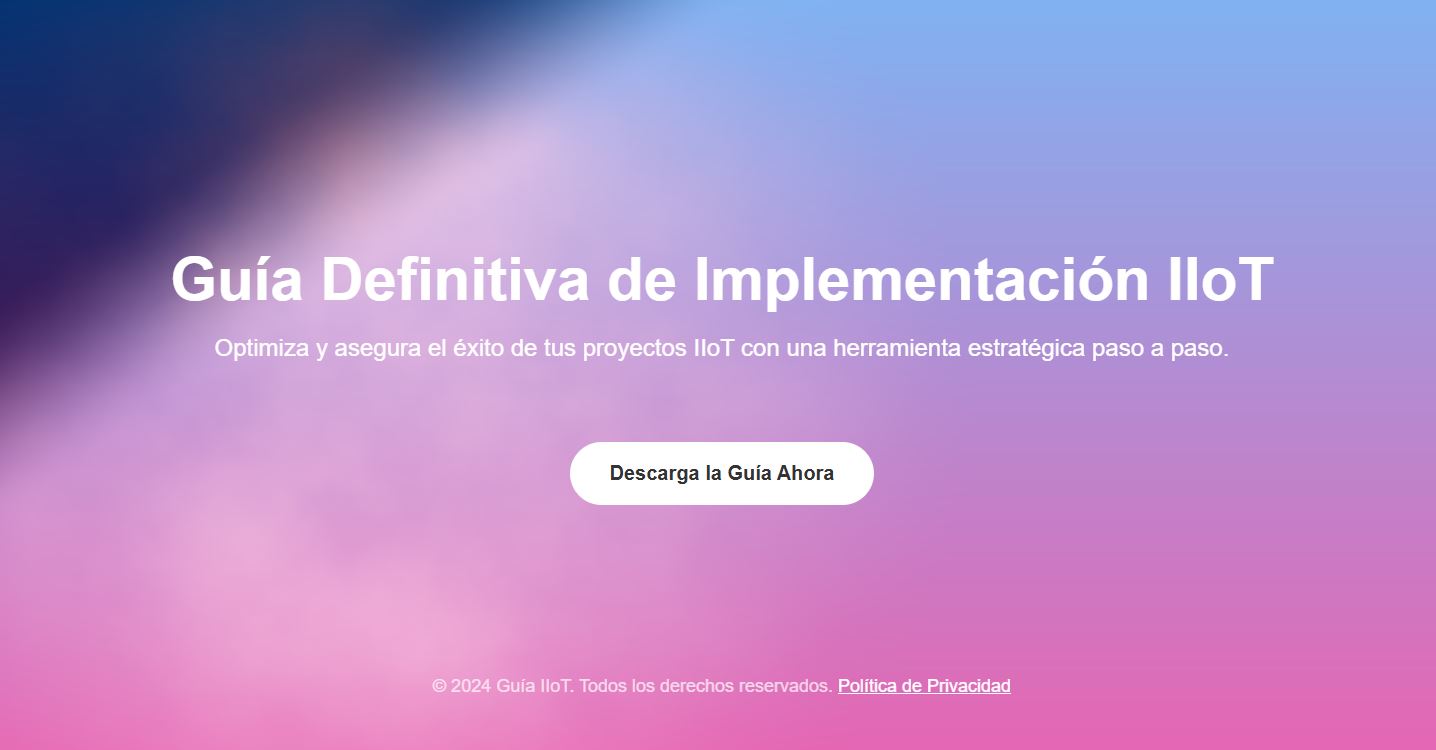 Guía Definitiva de Implementación IIoT
Optimiza y asegura el éxito de tus proyectos IIoT con una herramienta estratégica paso a paso.
Descarga la Guía Ahora
© 2024 Guía IIoT. Todos los derechos reservados. Política de Privacidad